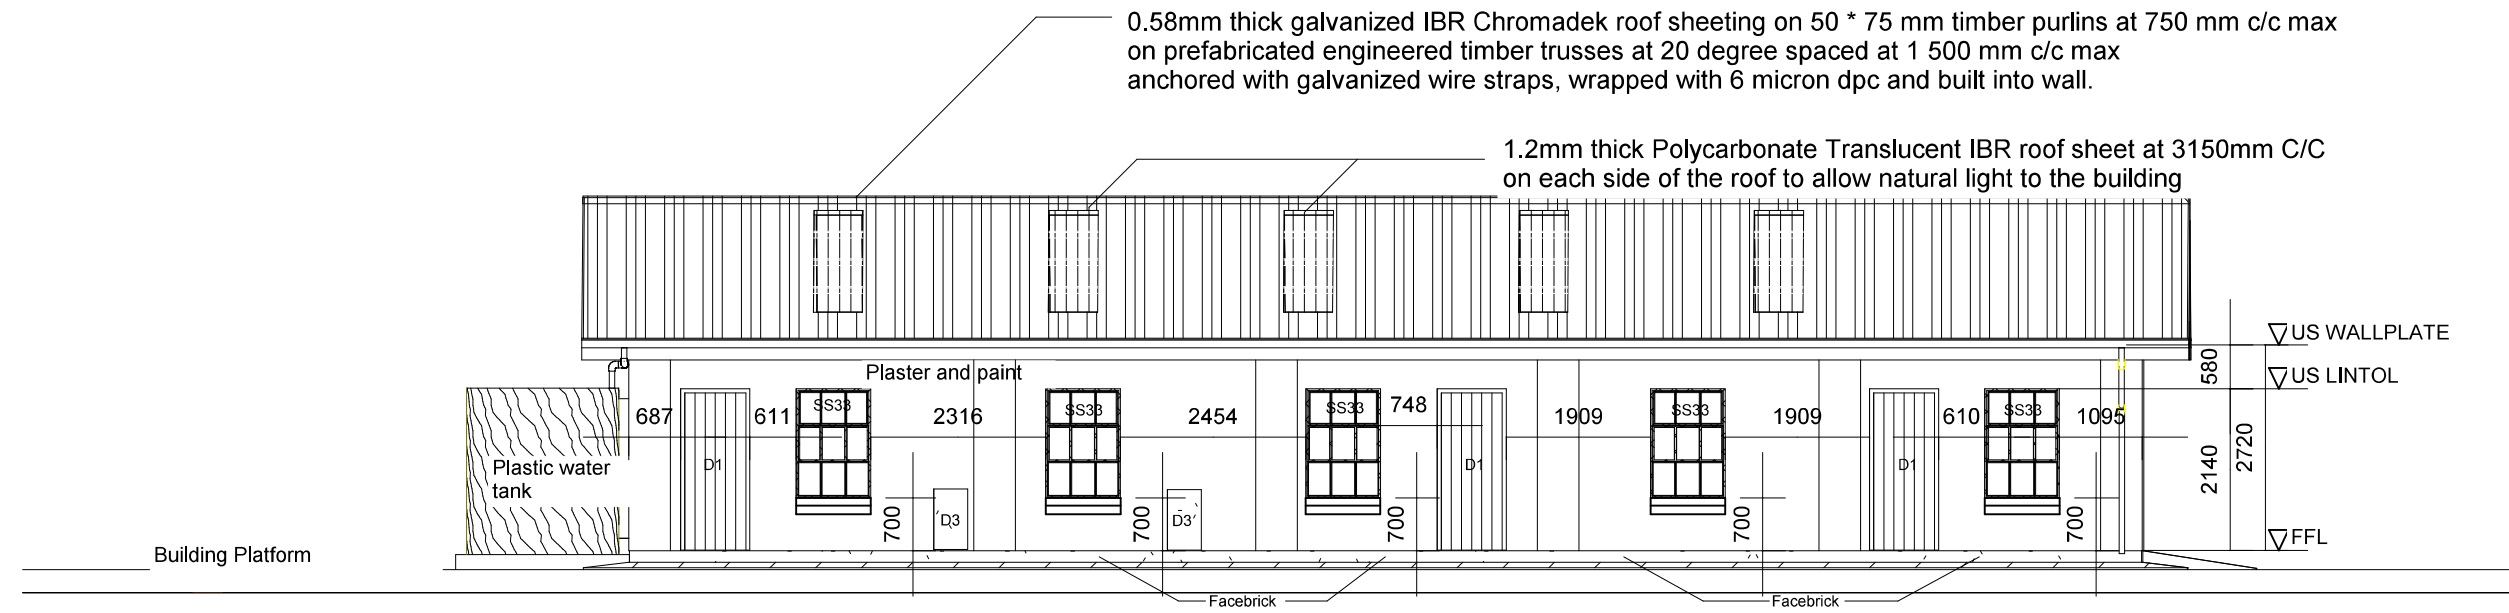 0.58mm thick galvanized IBR Chromadek roof sheeting on 50 * 75 mm timber purlins at 750 mm c/c max
on prefabricated engineered timber trusses at 20 degree spaced at 1 500 mm c/c max
anchored with galvanized wire straps, wrapped with 6 micron dpc and built into wall.
1.2mm thick Polycarbonate Translucent IBR roof sheet at 3150mm C/C
on each side of the roof to allow natural light to the building
US WALLPLATE
580
US LINTOL
Plaster and paint
687
611
SS33
2316
SS33
2454
SS33
748
1909
SS33
1909
610
SS33
1095
2140
2720
Plastic water
tank
D1
D1
D1
700
D3
700
D3
700
700
700
FFL
Building Platform
Facebrick
Facebrick